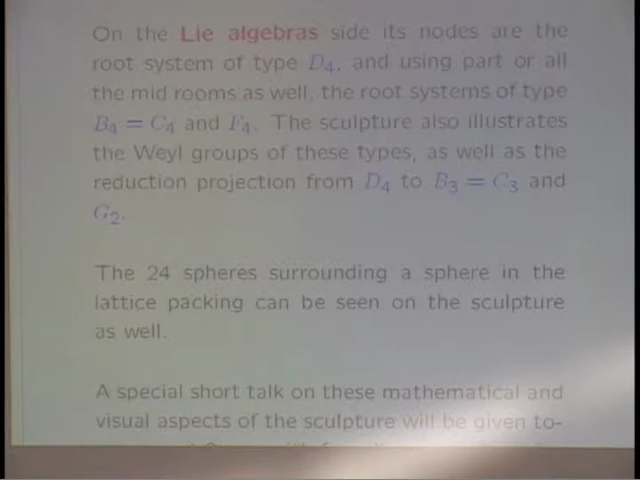 On the Lie algebras side its nodes are the
root system of type D₄, and using part or all
the mid rooms as well, the root systems of type
B₄ = C₄ and F₄. The sculpture also illustrates
the Weyl groups of these types, as well as the
reduction projection from D₄ to B₃ = C₃ and
G₂.
The 24 spheres surrounding a sphere in the
lattice packing can be seen on the sculpture
as well.
A special short talk on these mathematical and
visual aspects of the sculpture will be given to-